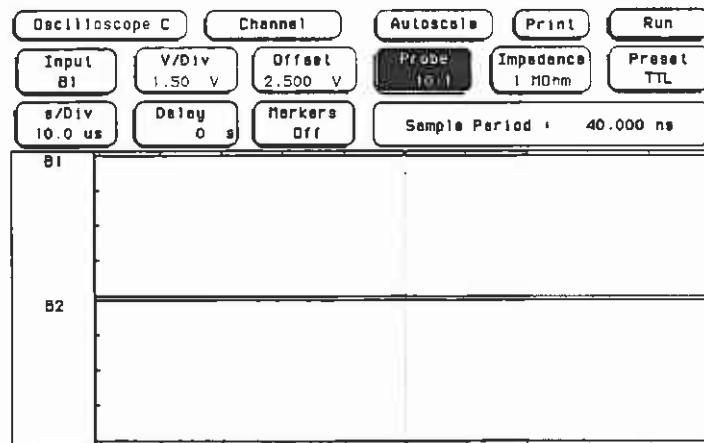 Oscilloscope C Channel Autoscale Print Run
Input V/Div Offset Probe Impedance Preset
B1 1.50 V 2.500 V 10:1 1 MOhm TTL
s/Div Delay Markers Sample Period : 40.000 ns
10.0 us 0 s Off
B1
B2